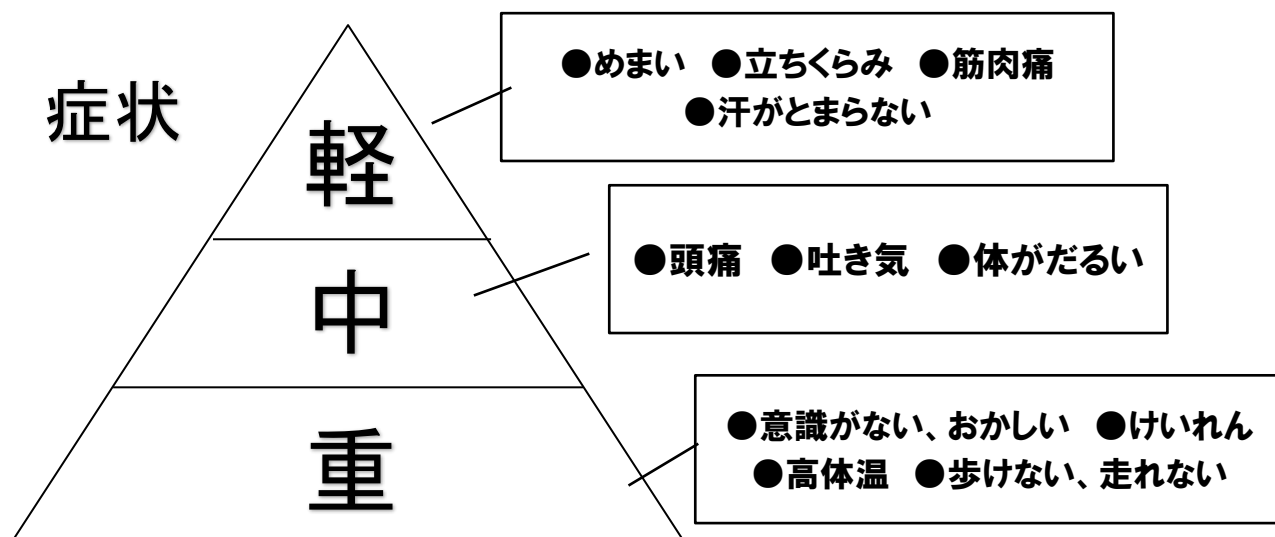 症状
軽
●めまい ●立ちくらみ ●筋肉痛
●汗がとまらない
中
●頭痛 ●吐き気 ●体がだるい
重
●意識がない、おかしい ●けいれん
●高体温 ●歩けない、走れない